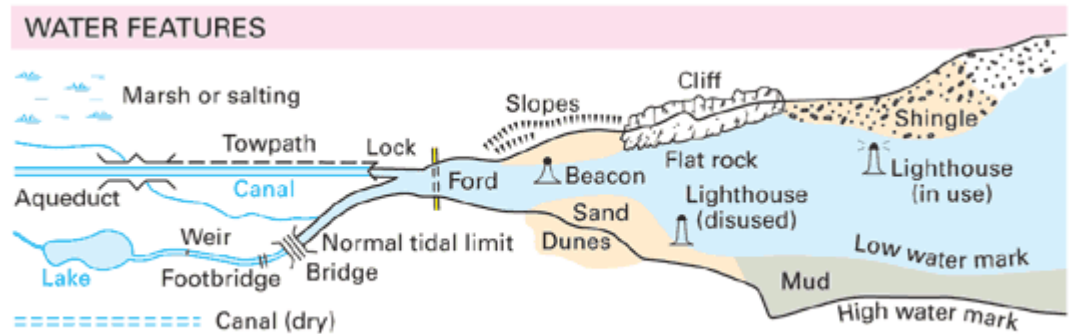 WATER FEATURES
Marsh or salting
Towpath
Lock
Aqueduct
Canal
Lake
Weir
Footbridge
Bridge
Normal tidal limit
Canal (dry)
Slopes
Cliff
Ford
Beacon
Flat rock
Shingle
Sand
Dunes
Lighthouse
(disused)
Lighthouse
(in use)
Low water mark
Mud
High water mark